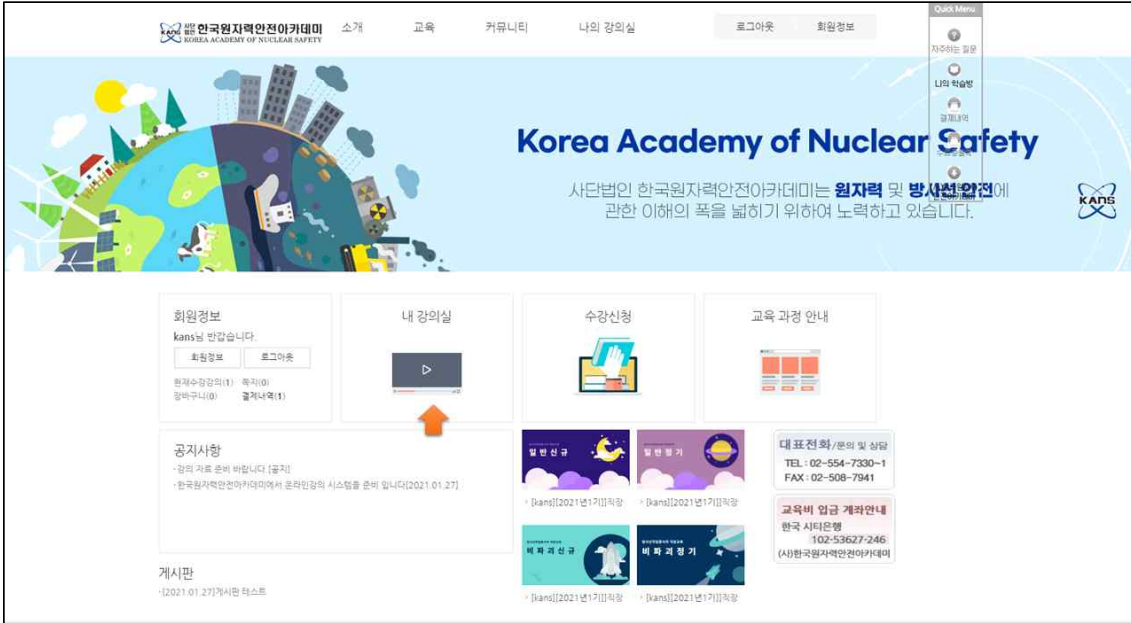 사단
법인 한국원자력안전아카데미
KOREA ACADEMY OF NUCLEAR SAFETY
소개
교육
커뮤니티
나의 강의실
로그아웃
회원정보
Quick Menu
자주하는 질문
나의 학습방
결제내역
Korea Academy of Nuclear Safety
사단법인 한국원자력안전아카데미는 원자력 및 방사선 안전에
관한 이해의 폭을 넓히기 위하여 노력하고 있습니다.
KANS
회원정보
kans님 반갑습니다.
회원정보
로그아웃
현재수강강의(1) 쪽지(0)
장바구니(0) 결제내역(1)
내 강의실
수강신청
교육 과정 안내
공지사항
·강의 자료 준비 바랍니다.[공지]
·한국원자력안전아카데미에서 온라인강의 시스템을 준비 입니다[2021.01.27]
게시판
·[2021.01.27]게시판 테스트
일반신규
[kans][2021년1기]직장
일반정기
[kans][2021년1기]직장
비파괴신규
[kans][2021년1기]직장
비파괴정기
[kans][2021년1기]직장
대표전화/문의 및 상담
TEL : 02-554-7330~1
FAX : 02-508-7941
교육비 입금 계좌안내
한국 시티은행
102-53627-246
(사)한국원자력안전아카데미